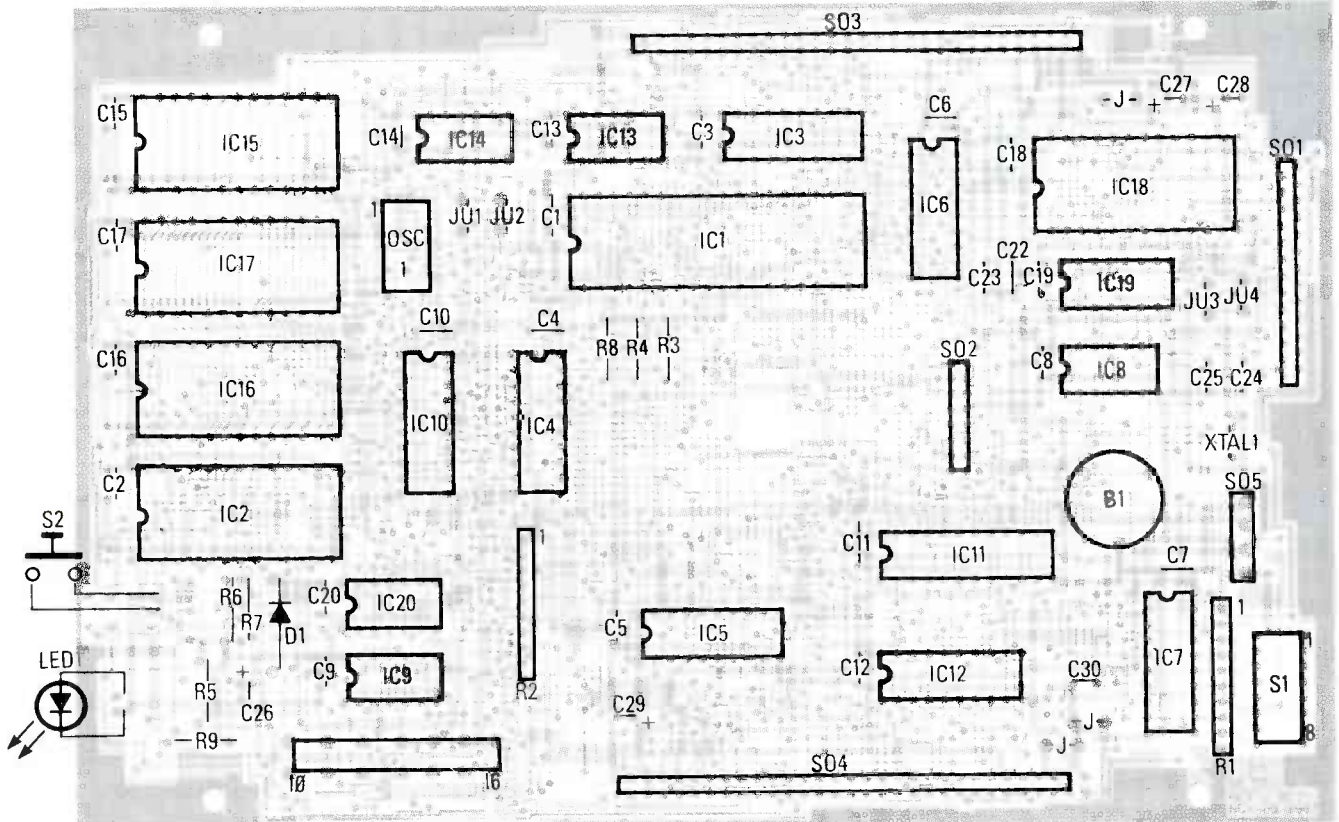 SO3
C15
IC15
C14
IC14
C13
IC13
C3
IC3
C6
IC6
-J-
+
C27
+
C28
C18
IC18
SO1
C17
IC17
1
OSC
1
JU1
JU2
C1
IC1
C23
C22
C19
IC19
JU3
JU4
C16
IC16
C10
IC10
C4
IC4
R8
R4
R3
SO2
C8
IC8
C25
C24
XTAL1
C2
IC2
S2
B1
SO5
C11
IC11
C7
IC7
1
R1
1
S1
8
R6
R7
D1
C20
IC20
1
R2
C5
IC5
LED
R5
+
C26
C9
IC9
C29
+
C12
IC12
C30
J
J
R9
10
16
SO4